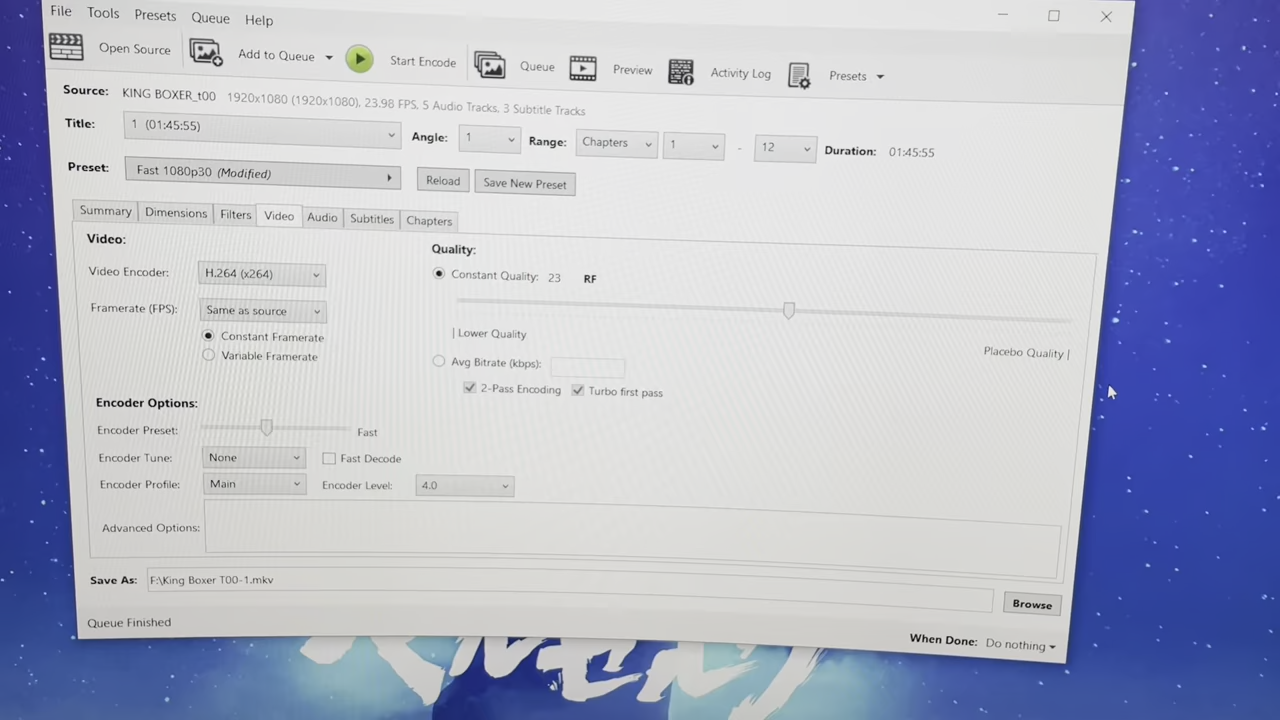 File Tools Presets Queue Help
Open Source Add to Queue Start Encode Queue Preview Activity Log Presets
Source: KING BOXER_t00 1920x1080 (1920x1080), 23.98 FPS, 5 Audio Tracks, 3 Subtitle Tracks
Title: 1 (01:45:55) Angle: 1 Range: Chapters 1 - 12 Duration: 01:45:55
Preset: Fast 1080p30 (Modified) Reload Save New Preset
Summary Dimensions Filters Video Audio Subtitles Chapters
Video: Quality:
Video Encoder: H.264 (x264) Constant Quality: 23 RF
Framerate (FPS): Same as source
Constant Framerate | Lower Quality Placebo Quality |
Variable Framerate Avg Bitrate (kbps):
2-Pass Encoding Turbo first pass
Encoder Options:
Encoder Preset: Fast
Encoder Tune: None Fast Decode
Encoder Profile: Main Encoder Level: 4.0
Advanced Options:
Save As: F:\King Boxer T00-1.mkv Browse
Queue Finished When Done: Do nothing